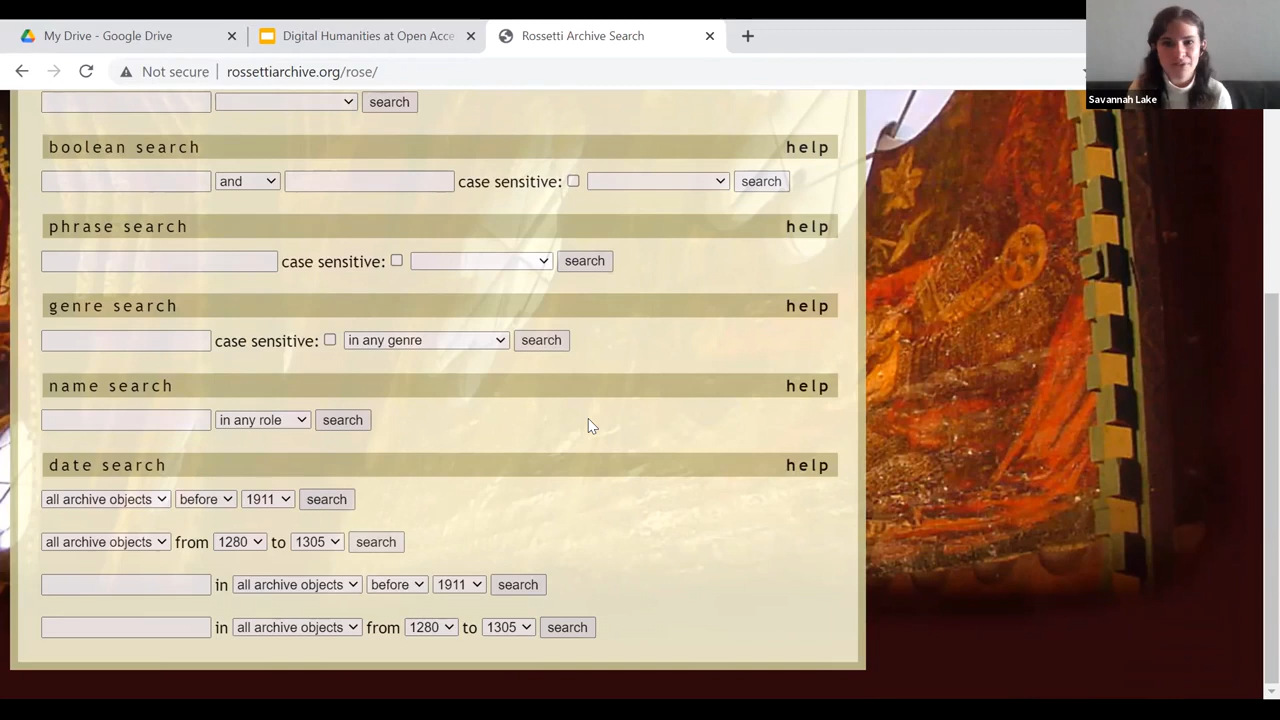 My Drive - Google Drive
Digital Humanities at Open Acce
Rossetti Archive Search
Not secure
rossettiarchive.org/rose/
Savannah Lake
search
boolean search help
and case sensitive: search
phrase search help
case sensitive: search
genre search help
case sensitive: in any genre search
name search help
in any role search
date search help
all archive objects before 1911 search
all archive objects from 1280 to 1305 search
in all archive objects before 1911 search
in all archive objects from 1280 to 1305 search